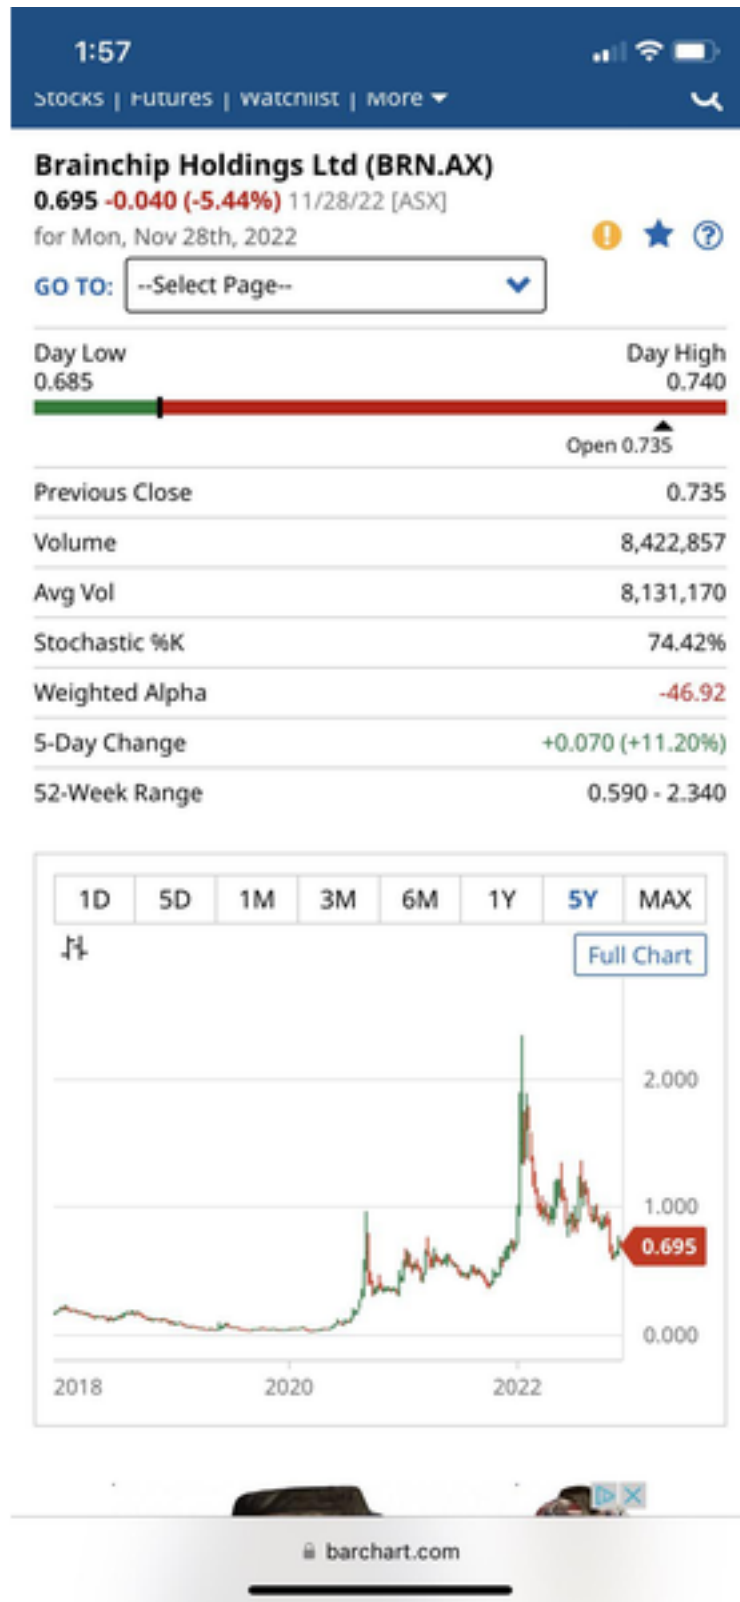 1:57
Stocks | Futures | Watchlist | More
Brainchip Holdings Ltd (BRN.AX)
0.695 -0.040 (-5.44%) 11/28/22 [ASX]
for Mon, Nov 28th, 2022
GO TO: --Select Page--
Day Low Day High
0.685 0.740
Open 0.735
Previous Close 0.735
Volume 8,422,857
Avg Vol 8,131,170
Stochastic %K 74.42%
Weighted Alpha -46.92
5-Day Change +0.070 (+11.20%)
52-Week Range 0.590 - 2.340
1D 5D 1M 3M 6M 1Y 5Y MAX
Full Chart
2.000
1.000
0.695
0.000
2018 2020 2022
barchart.com